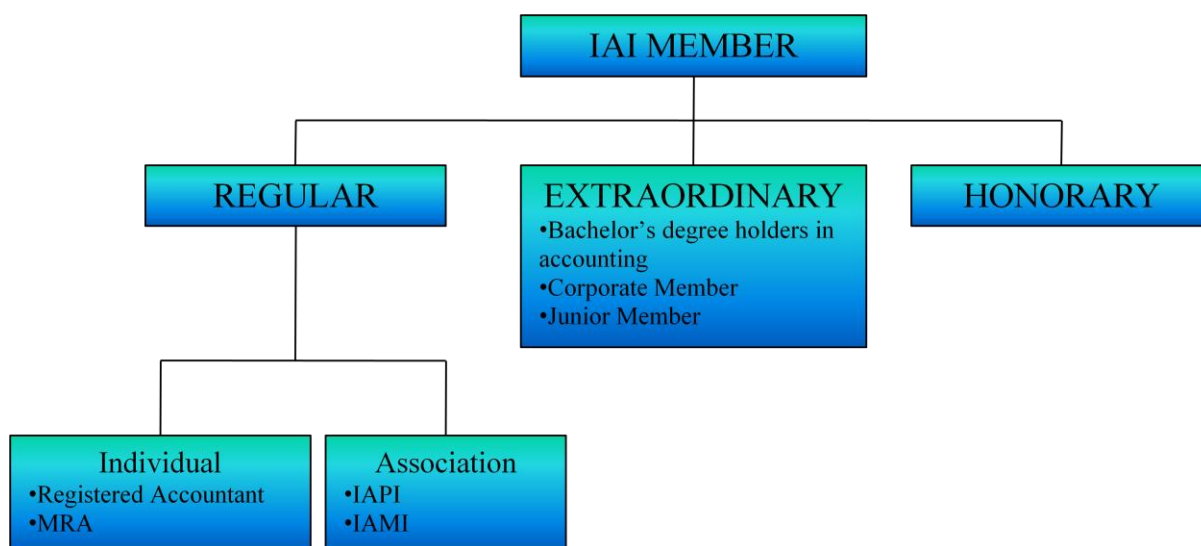 IAI MEMBER
REGULAR
EXTRAORDINARY
•Bachelor’s degree holders in
accounting
•Corporate Member
•Junior Member
HONORARY
Individual
•Registered Accountant
•MRA
Association
•IAPI
•IAMI